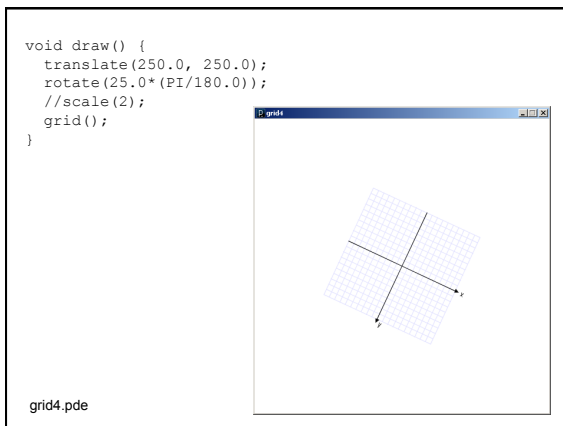 void draw() {
  translate(250.0, 250.0);
  rotate(25.0*(PI/180.0));
  //scale(2);
  grid();
}
grid4
x
y
grid4.pde